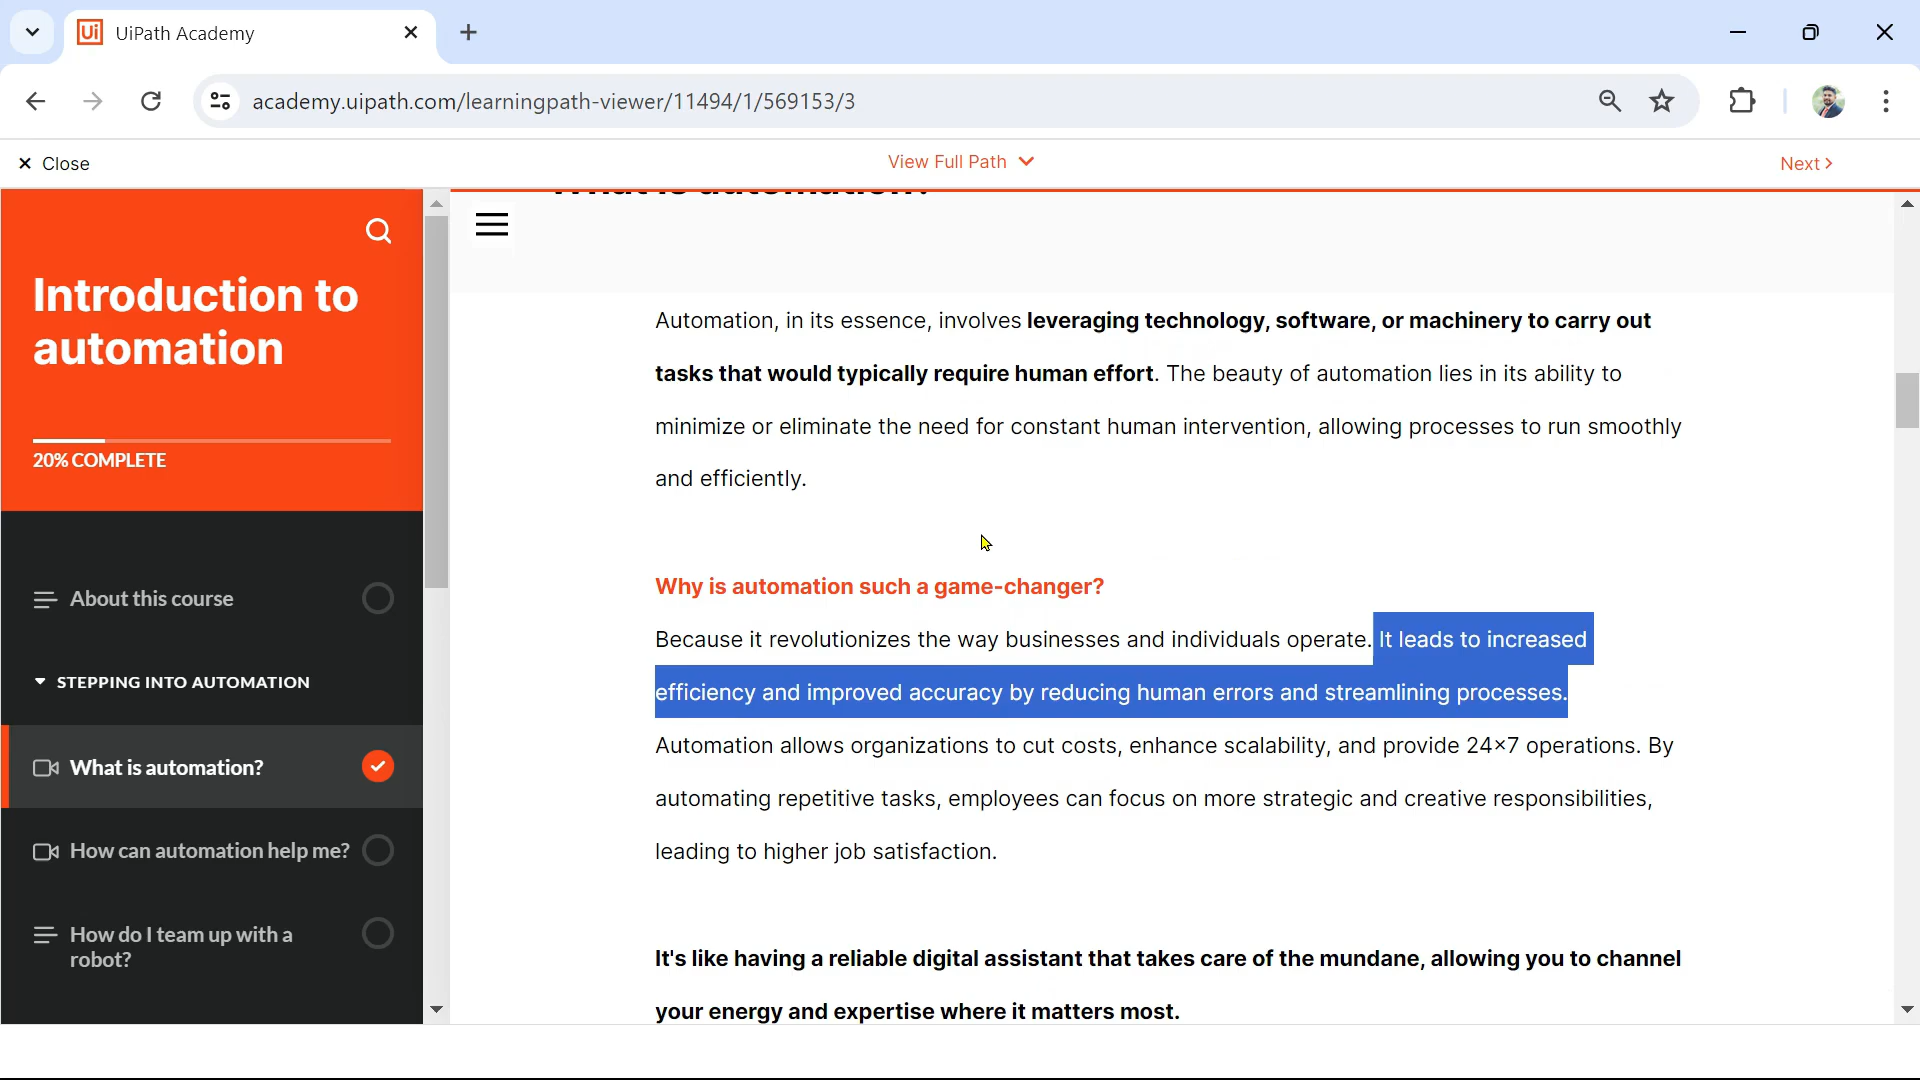 Ui UiPath Academy
academy.uipath.com/learningpath-viewer/11494/1/569153/3
Close
View Full Path
Next
Introduction to
automation
20% COMPLETE
About this course
STEPPING INTO AUTOMATION
What is automation?
How can automation help me?
How do I team up with a
robot?
What is automation?
Automation, in its essence, involves leveraging technology, software, or machinery to carry out
tasks that would typically require human effort. The beauty of automation lies in its ability to
minimize or eliminate the need for constant human intervention, allowing processes to run smoothly
and efficiently.
Why is automation such a game-changer?
Because it revolutionizes the way businesses and individuals operate. It leads to increased
efficiency and improved accuracy by reducing human errors and streamlining processes.
Automation allows organizations to cut costs, enhance scalability, and provide 24×7 operations. By
automating repetitive tasks, employees can focus on more strategic and creative responsibilities,
leading to higher job satisfaction.
It's like having a reliable digital assistant that takes care of the mundane, allowing you to channel
your energy and expertise where it matters most.